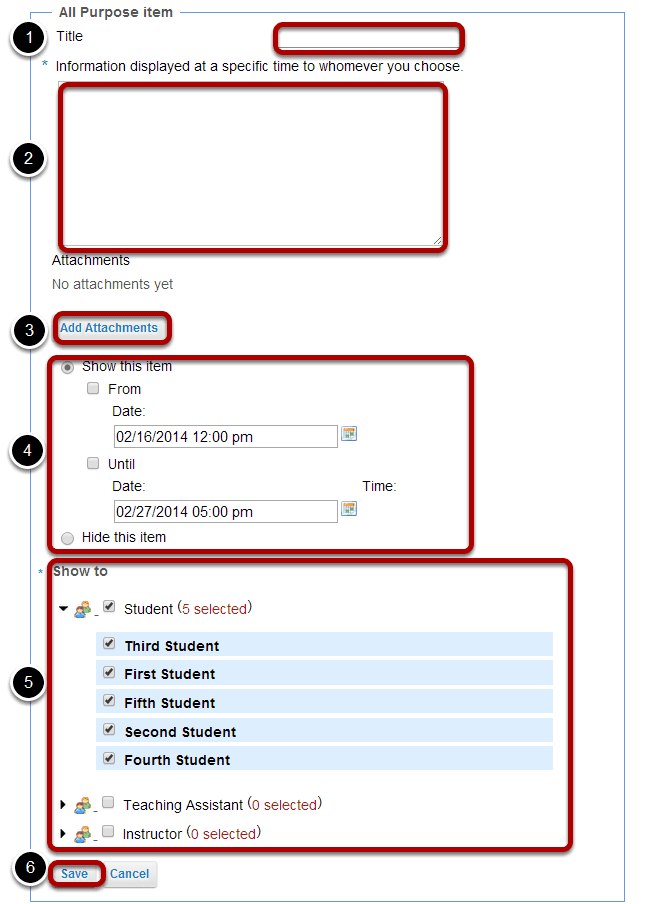 All Purpose item
1 Title
* Information displayed at a specific time to whomever you choose.
2
Attachments
No attachments yet
3 Add Attachments
Show this item
From
Date:
4 02/16/2014 12:00 pm
Until
Date: Time:
02/27/2014 05:00 pm
Hide this item
* Show to
Student (5 selected)
Third Student
First Student
5 Fifth Student
Second Student
Fourth Student
Teaching Assistant (0 selected)
Instructor (0 selected)
6 Save Cancel